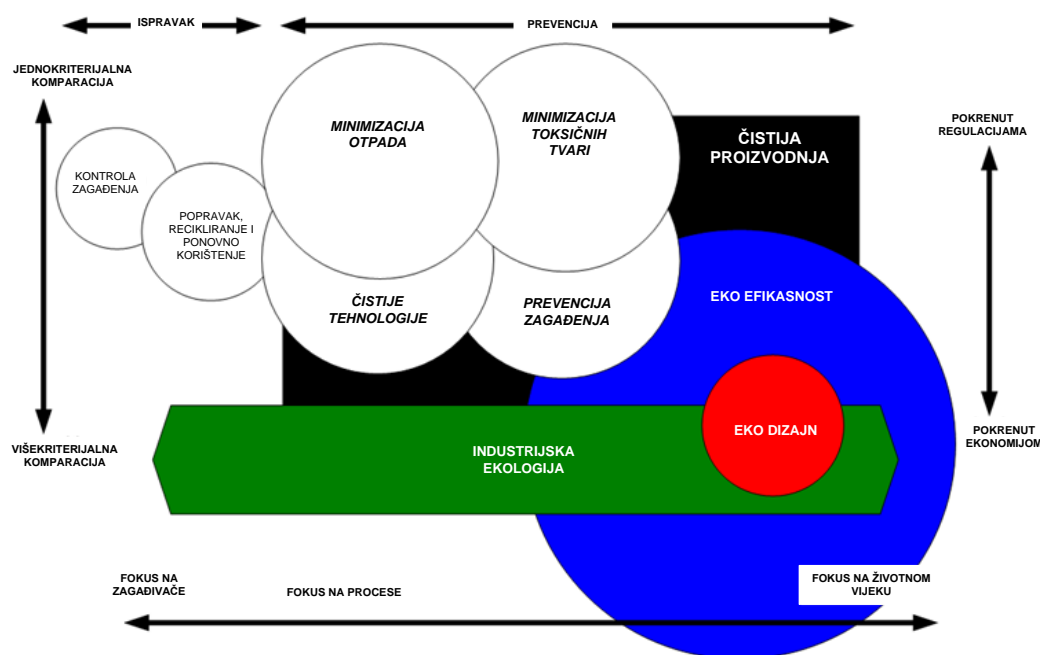 ISPRAVAK
PREVENCIJA
JEDNOKRITERIJALNA
KOMPARACIJA
MINIMIZACIJA
OTPADA
MINIMIZACIJA
TOKSIČNIH
TVARI
ČISTIJA
PROIZVODNJA
POKRENUT
REGULACIJAMA
KONTROLA
ZAGAĐENJA
POPRAVAK,
RECIKLIRANJE I
PONOVNO
KORIŠTENJE
ČISTIJE
TEHNOLOGIJE
PREVENCIJA
ZAGAĐENJA
EKO EFIKASNOST
VIŠEKRITERIJALNA
KOMPARACIJA
INDUSTRIJSKA
EKOLOGIJA
EKO DIZAJN
POKRENUT
EKONOMIJOM
FOKUS NA
ZAGAĐIVAČE
FOKUS NA PROCESE
FOKUS NA ŽIVOTNOM
VIJEKU